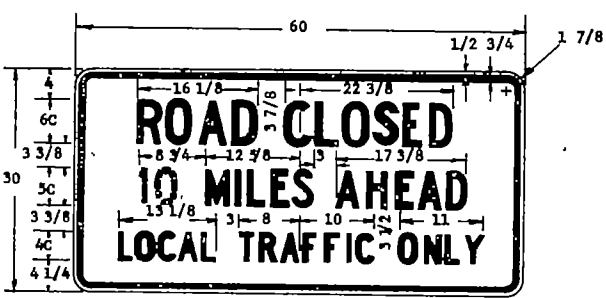 60
1/2 3/4 1 7/8
4 16 1/8 3 7/8 22 3/8
6C ROAD CLOSED
3 3/8 8 3/4 12 5/8 3 17 3/8
30 5C 10 MILES AHEAD
3 3/8 13 1/8 3 8 10 3 1/2 11
4C LOCAL TRAFFIC ONLY
4 1/4